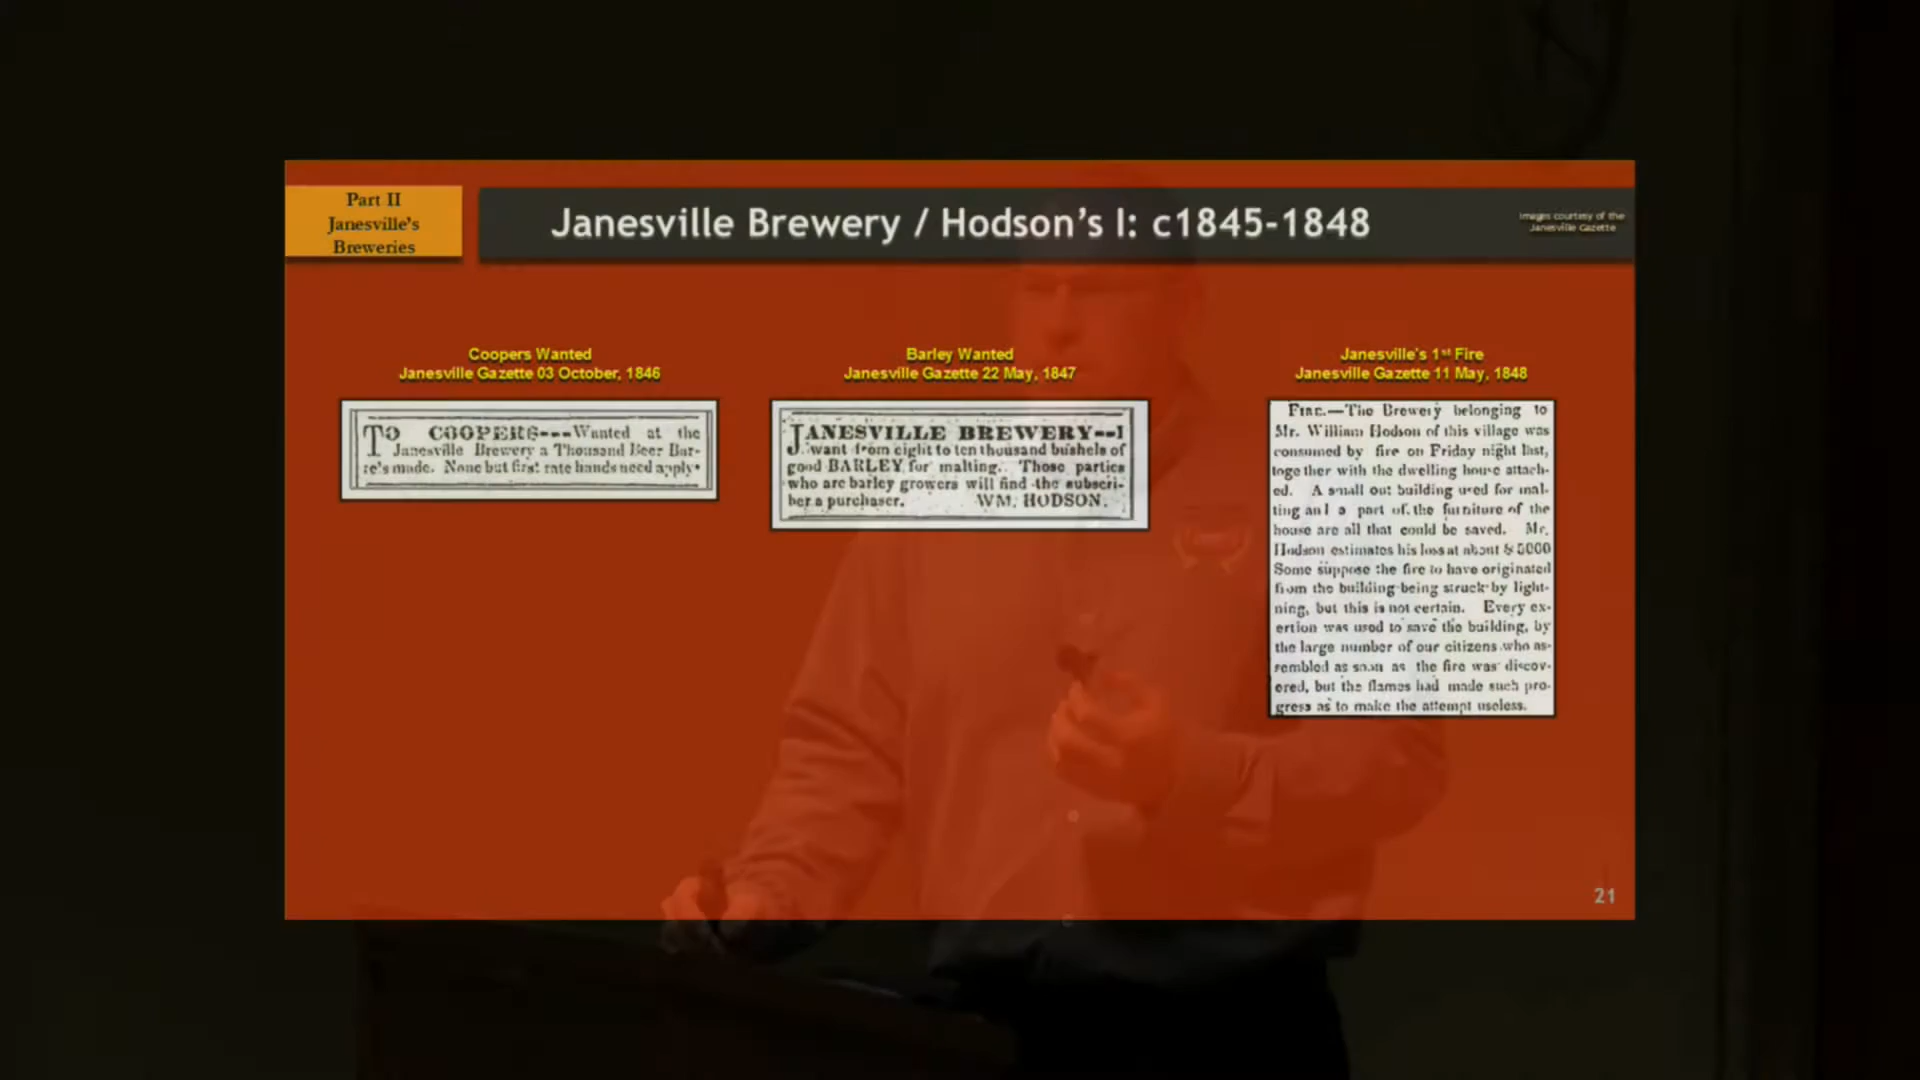 Part II
Janesville's
Breweries
Janesville Brewery / Hodson's I: c1845-1848
Images courtesy of the
Janesville Gazette
Coopers Wanted
Janesville Gazette 03 October, 1846
TO COOPERS---Wanted at the
Janesville Brewery a Thousand Beer Bar-
re's made. None but first rate hands need apply
Barley Wanted
Janesville Gazette 22 May, 1847
JANESVILLE BREWERY--I
want from eight to ten thousand bushels of
good BARLEY for malting. Those parties
who are barley growers will find the subscri-
ber a purchaser. WM. HODSON.
Janesville's 1st Fire
Janesville Gazette 11 May, 1848
FIRE.—The Brewery belonging to
Mr. William Hodson of this village was
consumed by fire on Friday night last,
together with the dwelling house attach-
ed. A small out building used for mal-
ting and a part of the furniture of the
house are all that could be saved. Mr.
Hodson estimates his loss at about $5000
Some suppose the fire to have originated
from the building being struck by light-
ning, but this is not certain. Every ex-
ertion was used to save the building, by
the large number of our citizens who as-
sembled as soon as the fire was discov-
ered, but the flames had made such pro-
gress as to make the attempt useless.
21